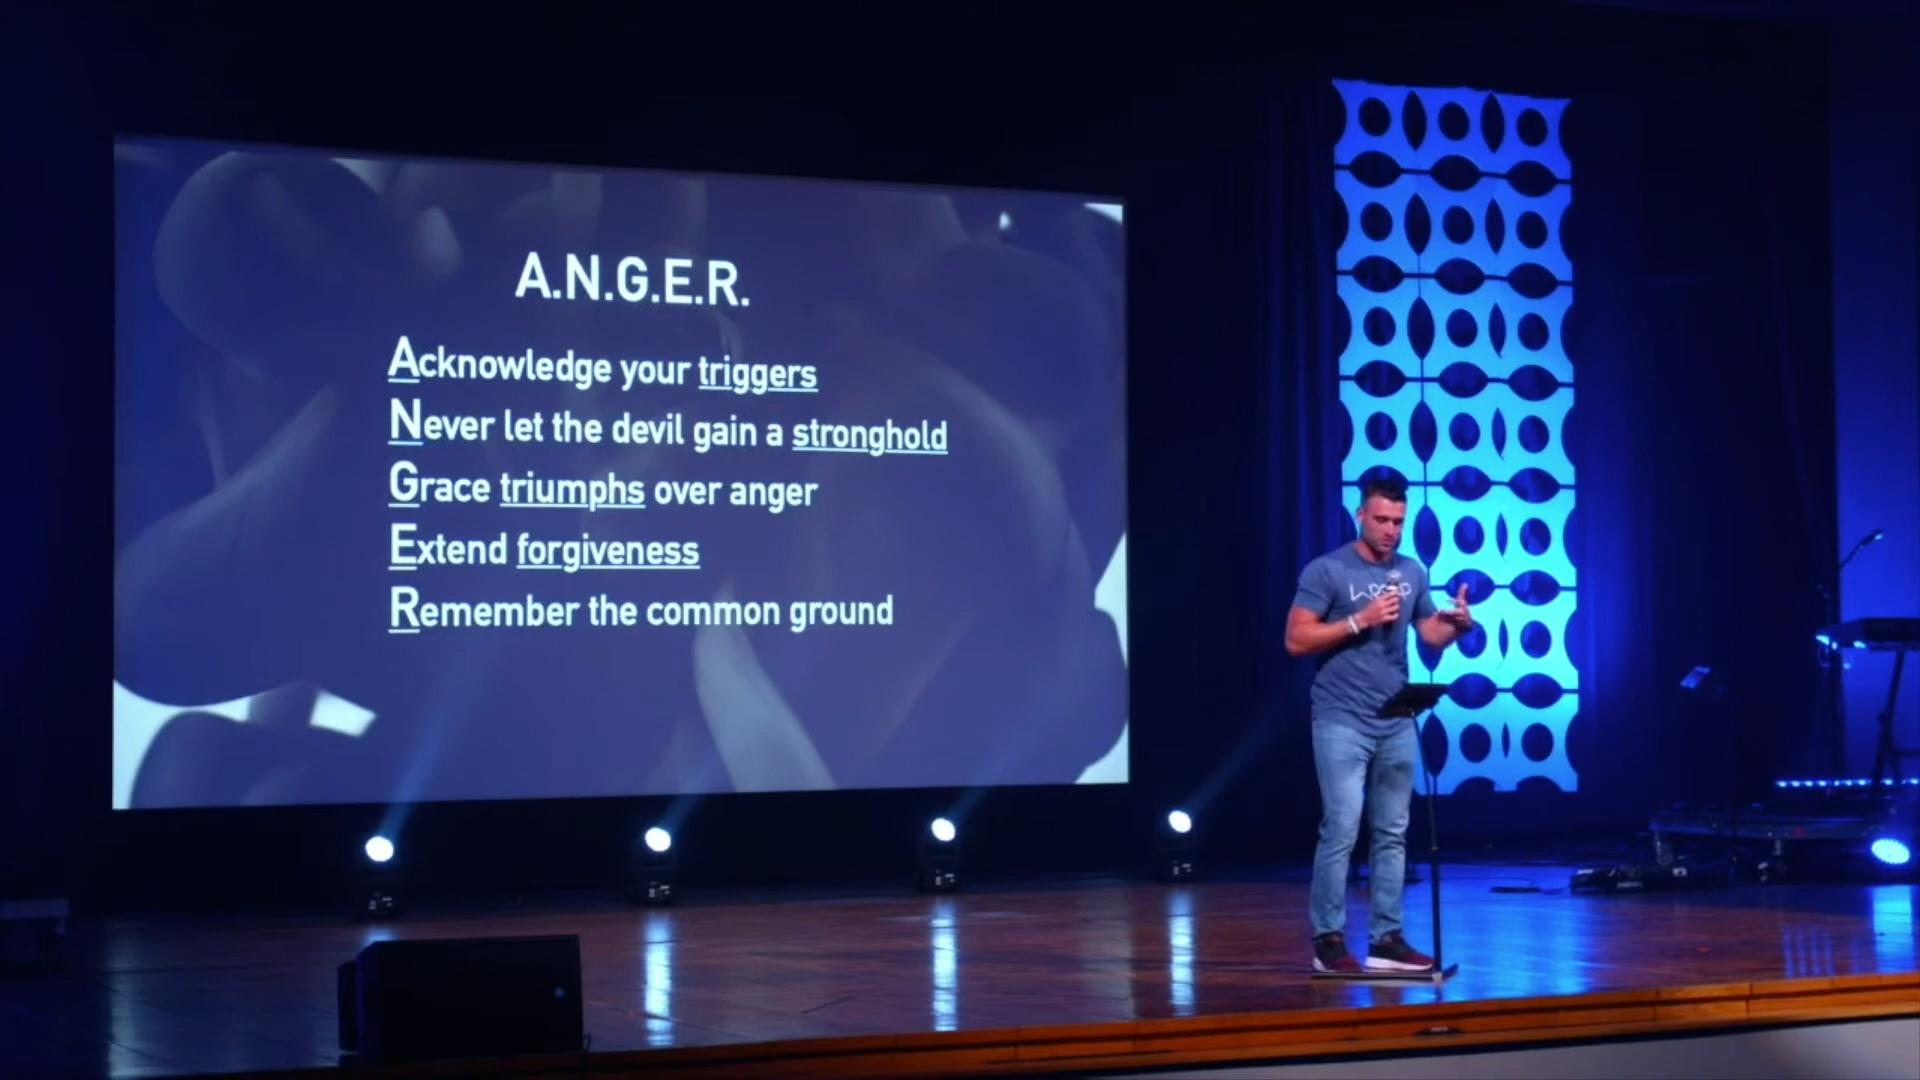 A.N.G.E.R.
Acknowledge your triggers
Never let the devil gain a stronghold
Grace triumphs over anger
Extend forgiveness
Remember the common ground